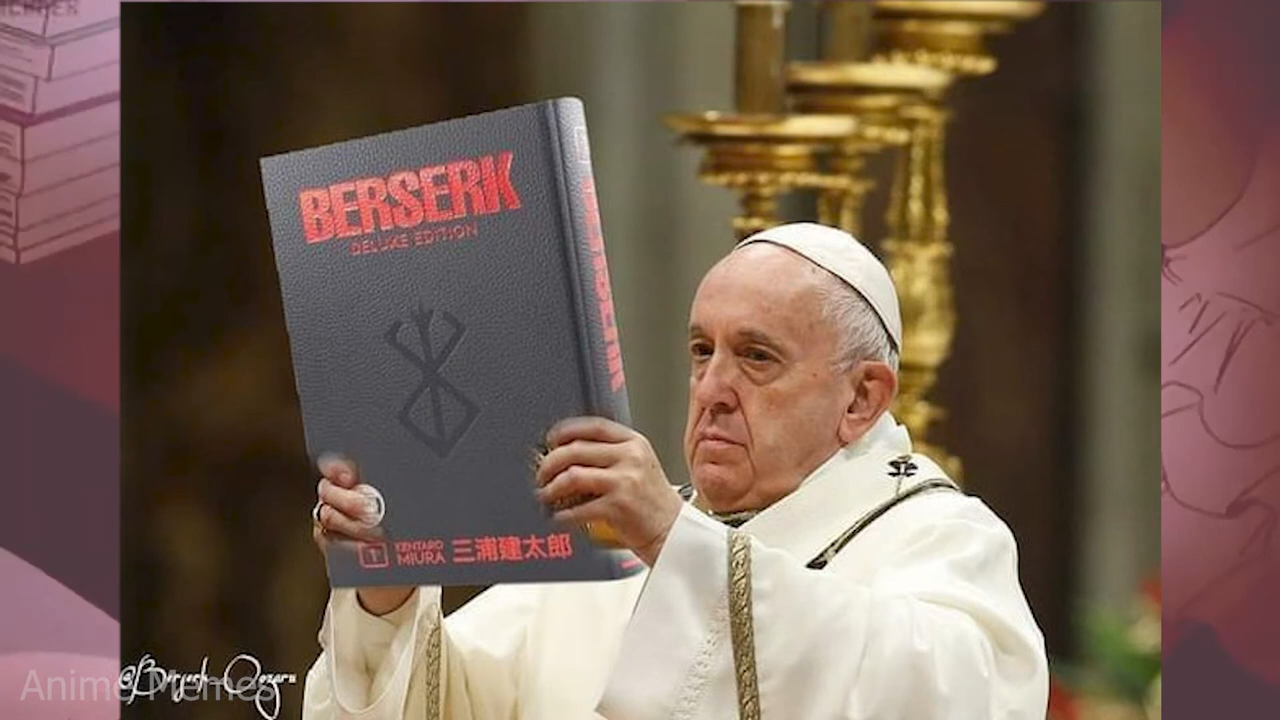 BERSERK
DELUXE EDITION
BERSERK
1
KENTARO
MIURA 三浦建太郎
Anime Memes